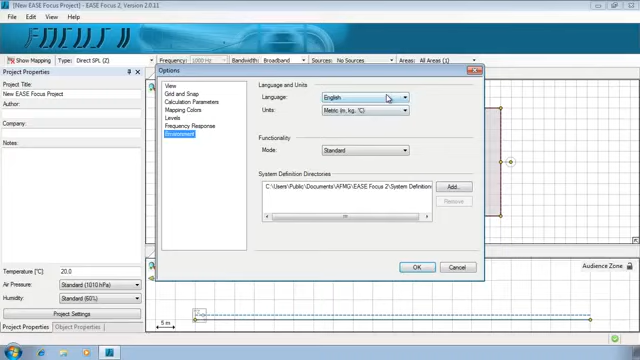 [New EASE Focus Project] - EASE Focus 2, Version 2.0.11
File Edit View Project Help
FOCUS II
Show Mapping Type: Direct SPL (Z) Frequency: 1000 Hz Bandwidth: Broadband Sources: No Sources Areas: All Areas (1)
Project Properties
Project Title:
New EASE Focus Project
Author:
Company:
Notes:
Temperature [°C] 20.0
Air Pressure: Standard (1010 hPa)
Humidity: Standard (60%)
Project Settings
Project Properties Object Properties
Options
View
Grid and Snap
Calculation Parameters
Mapping Colors
Levels
Frequency Response
Environment
Language and Units
Language: English
Units: Metric (m, kg, °C)
Functionality
Mode: Standard
System Definition Directories
C:\Users\Public\Documents\AFMG\EASE Focus 2\System Definition
Add...
Remove
OK Cancel
Audience Zone
5 m